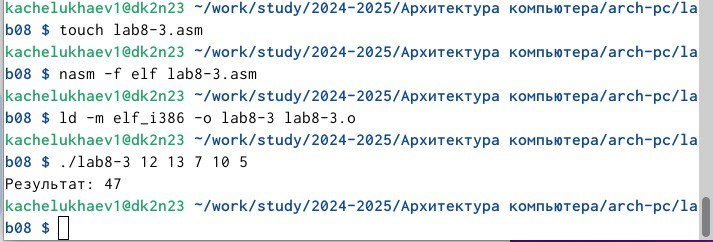 kachelukhaev1@dk2n23 ~/work/study/2024-2025/Архитектура компьютера/arch-pc/la
b08 $ touch lab8-3.asm
kachelukhaev1@dk2n23 ~/work/study/2024-2025/Архитектура компьютера/arch-pc/la
b08 $ nasm -f elf lab8-3.asm
kachelukhaev1@dk2n23 ~/work/study/2024-2025/Архитектура компьютера/arch-pc/la
b08 $ ld -m elf_i386 -o lab8-3 lab8-3.o
kachelukhaev1@dk2n23 ~/work/study/2024-2025/Архитектура компьютера/arch-pc/la
b08 $ ./lab8-3 12 13 7 10 5
Результат: 47
kachelukhaev1@dk2n23 ~/work/study/2024-2025/Архитектура компьютера/arch-pc/la
b08 $